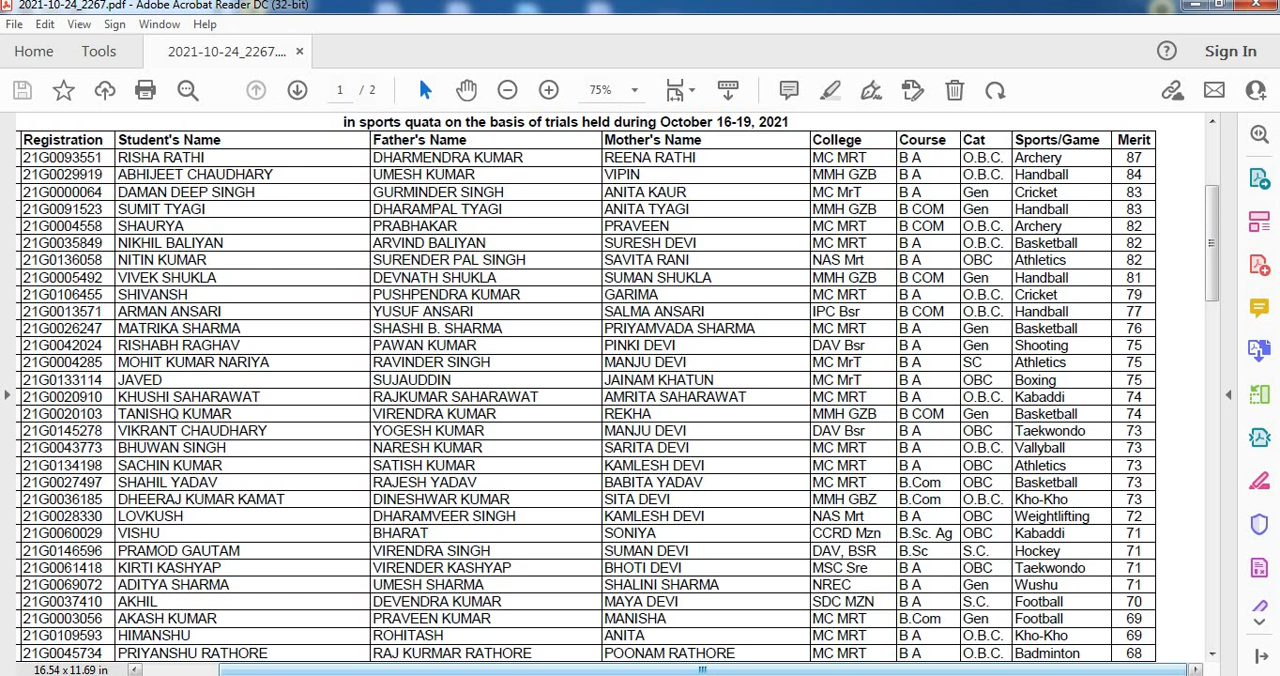 2021-10-24_2267.pdf - Adobe Acrobat Reader DC (32-bit)
File Edit View Sign Window Help
Home Tools 2021-10-24_2267.... × Sign In
1 / 2 75%
in sports quata on the basis of trials held during October 16-19, 2021
Registration Student's Name Father's Name Mother's Name College Course Cat Sports/Game Merit
21G0093551 RISHA RATHI DHARMENDRA KUMAR REENA RATHI MC MRT B A O.B.C. Archery 87
21G0029919 ABHIJEET CHAUDHARY UMESH KUMAR VIPIN MMH GZB B A O.B.C. Handball 84
21G0000064 DAMAN DEEP SINGH GURMINDER SINGH ANITA KAUR MC MrT B A Gen Cricket 83
21G0091523 SUMIT TYAGI DHARAMPAL TYAGI ANITA TYAGI MMH GZB B COM Gen Handball 83
21G0004558 SHAURYA PRABHAKAR PRAVEEN MC MRT B COM O.B.C. Archery 82
21G0035849 NIKHIL BALIYAN ARVIND BALIYAN SURESH DEVI MC MRT B A O.B.C. Basketball 82
21G0136058 NITIN KUMAR SURENDER PAL SINGH SAVITA RANI NAS Mrt B A OBC Athletics 82
21G0005492 VIVEK SHUKLA DEVNATH SHUKLA SUMAN SHUKLA MMH GZB B COM Gen Handball 81
21G0106455 SHIVANSH PUSHPENDRA KUMAR GARIMA MC MRT B A O.B.C. Cricket 79
21G0013571 ARMAN ANSARI YUSUF ANSARI SALMA ANSARI IPC Bsr B COM O.B.C. Handball 77
21G0026247 MATRIKA SHARMA SHASHI B. SHARMA PRIYAMVADA SHARMA MC MRT B A Gen Basketball 76
21G0042024 RISHABH RAGHAV PAWAN KUMAR PINKI DEVI DAV Bsr B A Gen Shooting 75
21G0004285 MOHIT KUMAR NARIYA RAVINDER SINGH MANJU DEVI MC MrT B A SC Athletics 75
21G0133114 JAVED SUJAUDDIN JAINAM KHATUN MC MrT B A OBC Boxing 75
21G0020910 KHUSHI SAHARAWAT RAJKUMAR SAHARAWAT AMRITA SAHARAWAT MC MRT B A O.B.C. Kabaddi 74
21G0020103 TANISHQ KUMAR VIRENDRA KUMAR REKHA MMH GZB B COM Gen Basketball 74
21G0145278 VIKRANT CHAUDHARY YOGESH KUMAR MANJU DEVI DAV Bsr B A OBC Taekwondo 73
21G0043773 BHUWAN SINGH NARESH KUMAR SARITA DEVI MC MRT B A O.B.C. Vallyball 73
21G0134198 SACHIN KUMAR SATISH KUMAR KAMLESH DEVI MC MRT B A OBC Athletics 73
21G0027497 SHAHIL YADAV RAJESH YADAV BABITA YADAV MC MRT B.Com OBC Basketball 73
21G0036185 DHEERAJ KUMAR KAMAT DINESHWAR KUMAR SITA DEVI MMH GBZ B.Com O.B.C. Kho-Kho 73
21G0028330 LOVKUSH DHARAMVEER SINGH KAMLESH DEVI NAS Mrt B A OBC Weightlifting 72
21G0060029 VISHU BHARAT SONIYA CCRD Mzn B.Sc. Ag OBC Kabaddi 71
21G0146596 PRAMOD GAUTAM VIRENDRA SINGH SUMAN DEVI DAV, BSR B.Sc S.C. Hockey 71
21G0061418 KIRTI KASHYAP VIRENDER KASHYAP BHOTI DEVI MSC Sre B A OBC Taekwondo 71
21G0069072 ADITYA SHARMA UMESH SHARMA SHALINI SHARMA NREC B A Gen Wushu 71
21G0037410 AKHIL DEVENDRA KUMAR MAYA DEVI SDC MZN B A S.C. Football 70
21G0003056 AKASH KUMAR PRAVEEN KUMAR MANISHA MC MRT B.Com Gen Football 69
21G0109593 HIMANSHU ROHITASH ANITA MC MRT B A O.B.C. Kho-Kho 69
21G0045734 PRIYANSHU RATHORE RAJ KURMAR RATHORE POONAM RATHORE MC MRT B A O.B.C. Badminton 68
16.54 x 11.69 in